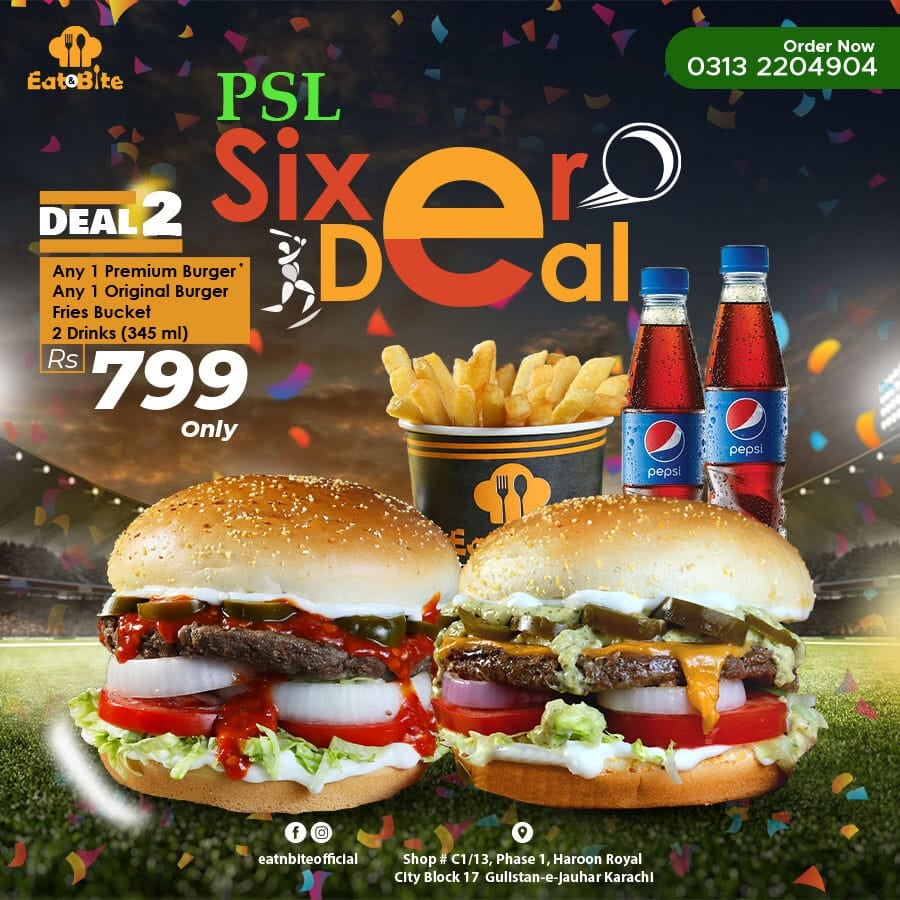 Eat&Bite
Order Now
0313 2204904
PSL
Sixer
Deal
DEAL 2
Any 1 Premium Burger*
Any 1 Original Burger
Fries Bucket
2 Drinks (345 ml)
Rs 799
Only
pepsi
pepsi
eatnbiteofficial
Shop # C1/13, Phase 1, Haroon Royal
City Block 17 Gulistan-e-Jauhar Karachi